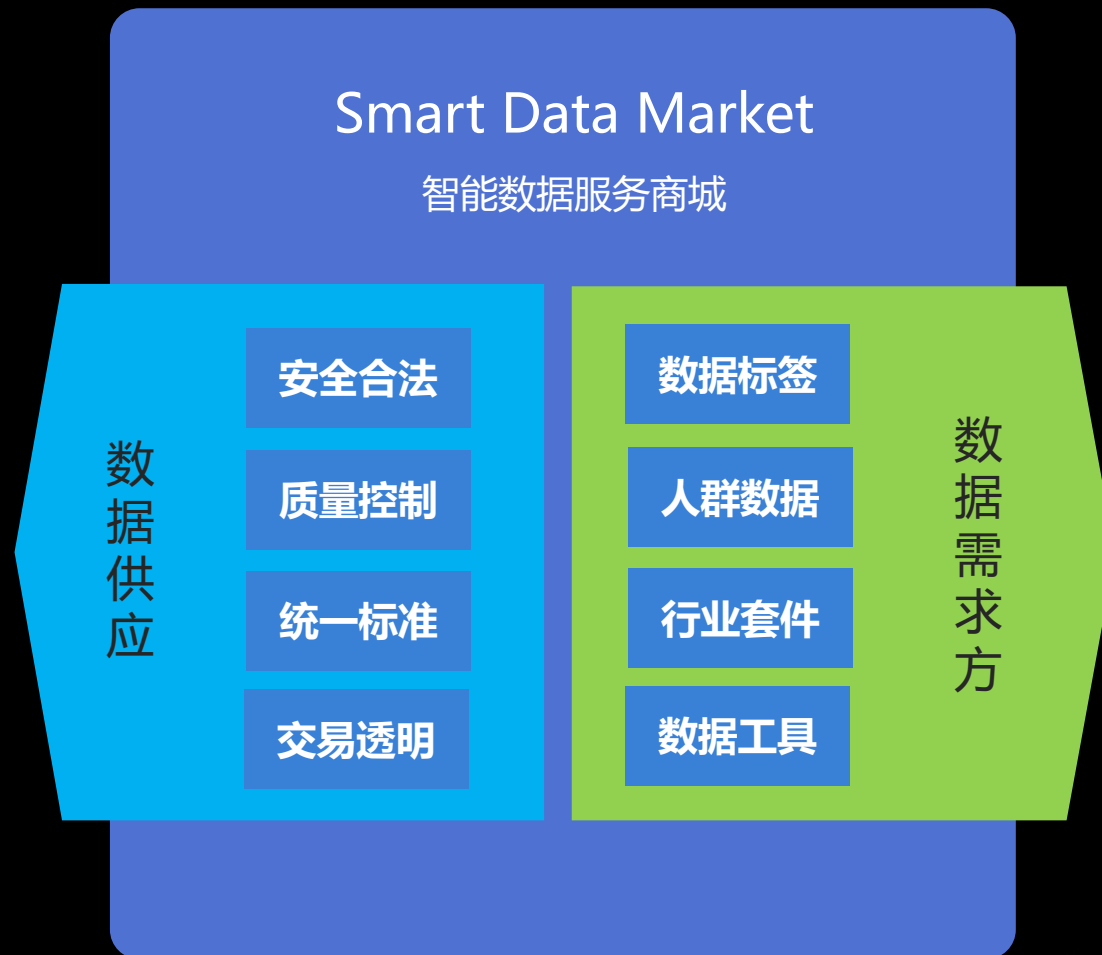 Smart Data Market
智能数据服务商城
数据供应
安全合法
质量控制
统一标准
交易透明
数据标签
人群数据
行业套件
数据工具
数据需求方